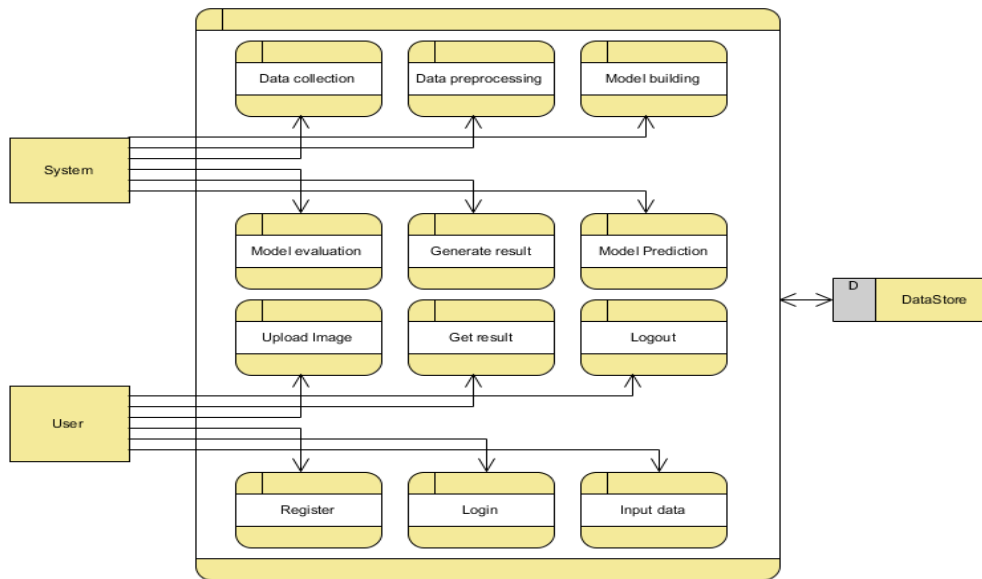 Data collection
Data preprocessing
Model building
System
Model evaluation
Generate result
Model Prediction
D
DataStore
Upload Image
Get result
Logout
User
Register
Login
Input data